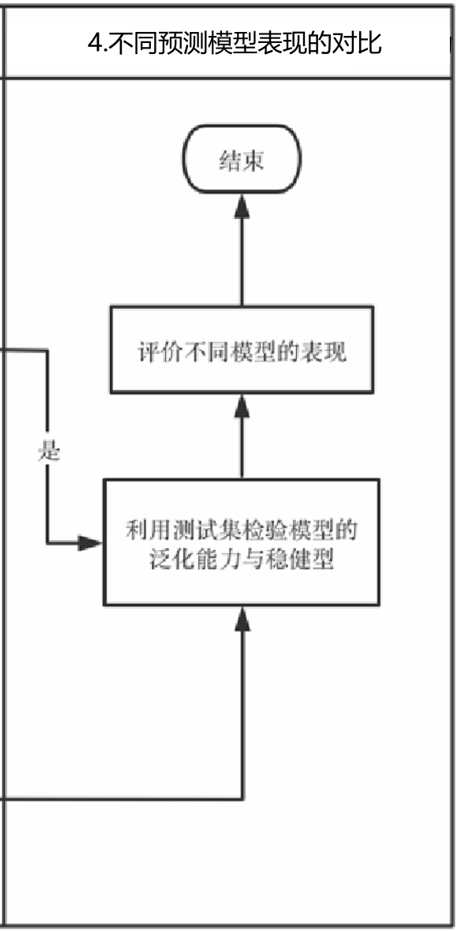 4.不同预测模型表现的对比
结束
评价不同模型的表现
是
利用测试集检验模型的
泛化能力与稳健型